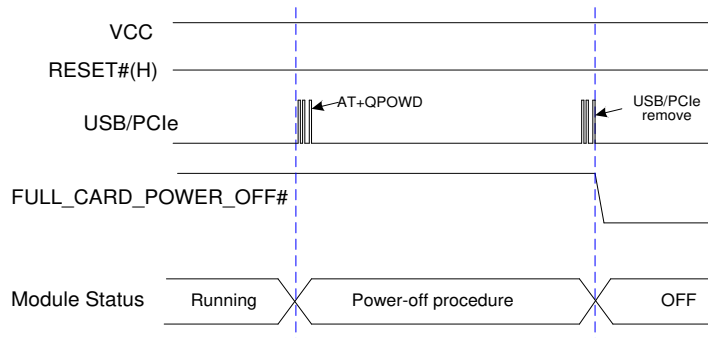 VCC
RESET#(H)
AT+QPOWD
USB/PCIe
remove
USB/PCIe
FULL_CARD_POWER_OFF#
Module Status
Running
Power-off procedure
OFF